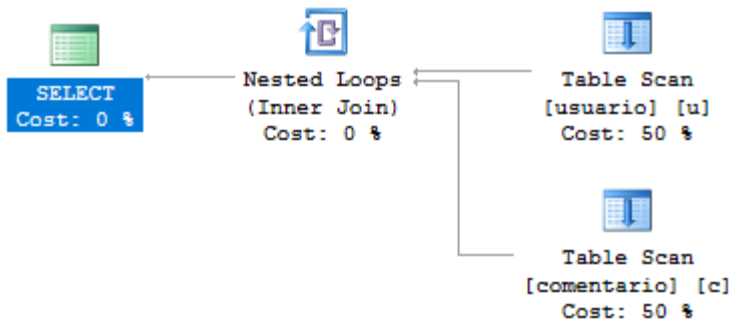 SELECT
Cost: 0 %
Nested Loops
(Inner Join)
Cost: 0 %
Table Scan
[usuario] [u]
Cost: 50 %
Table Scan
[comentario] [c]
Cost: 50 %